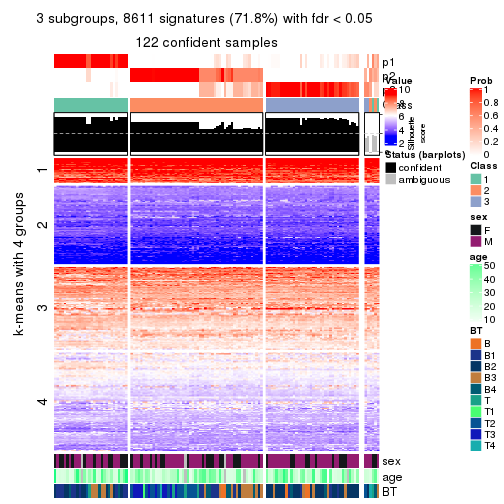 3 subgroups, 8611 signatures (71.8%) with fdr < 0.05
122 confident samples
p1
p2
Class
k-means with 4 groups
1
2
3
4
sex
age
BT
Value
10
8
6
4
2
Silhouette
score
Status (barplots)
confident
ambiguous
Prob
1
0.8
0.6
0.4
0.2
0
Class
1
2
3
sex
F
M
age
50
40
30
20
10
BT
B
B1
B2
B3
B4
T
T1
T2
T3
T4